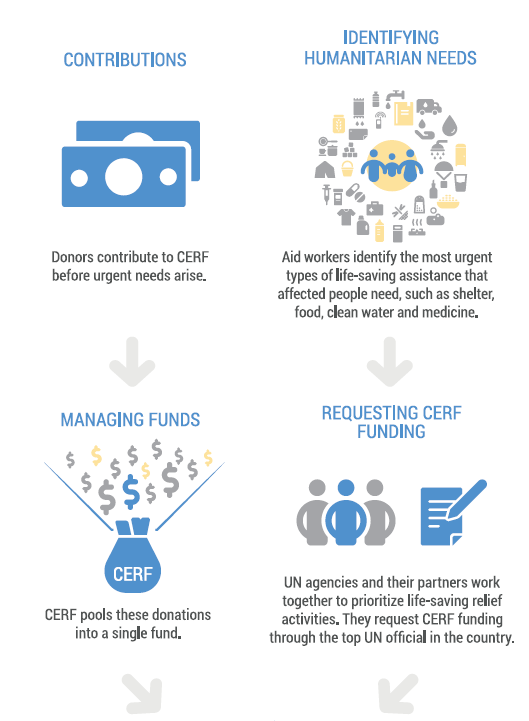 CONTRIBUTIONS
Donors contribute to CERF
before urgent needs arise.
IDENTIFYING
HUMANITARIAN NEEDS
Aid workers identify the most urgent
types of life-saving assistance that
affected people need, such as shelter,
food, clean water and medicine.
MANAGING FUNDS
$ $ $ $ $ $ $ $ $ $ $ $ $ $
CERF
CERF pools these donations
into a single fund.
REQUESTING CERF
FUNDING
UN agencies and their partners work
together to prioritize life-saving relief
activities. They request CERF funding
through the top UN official in the country.